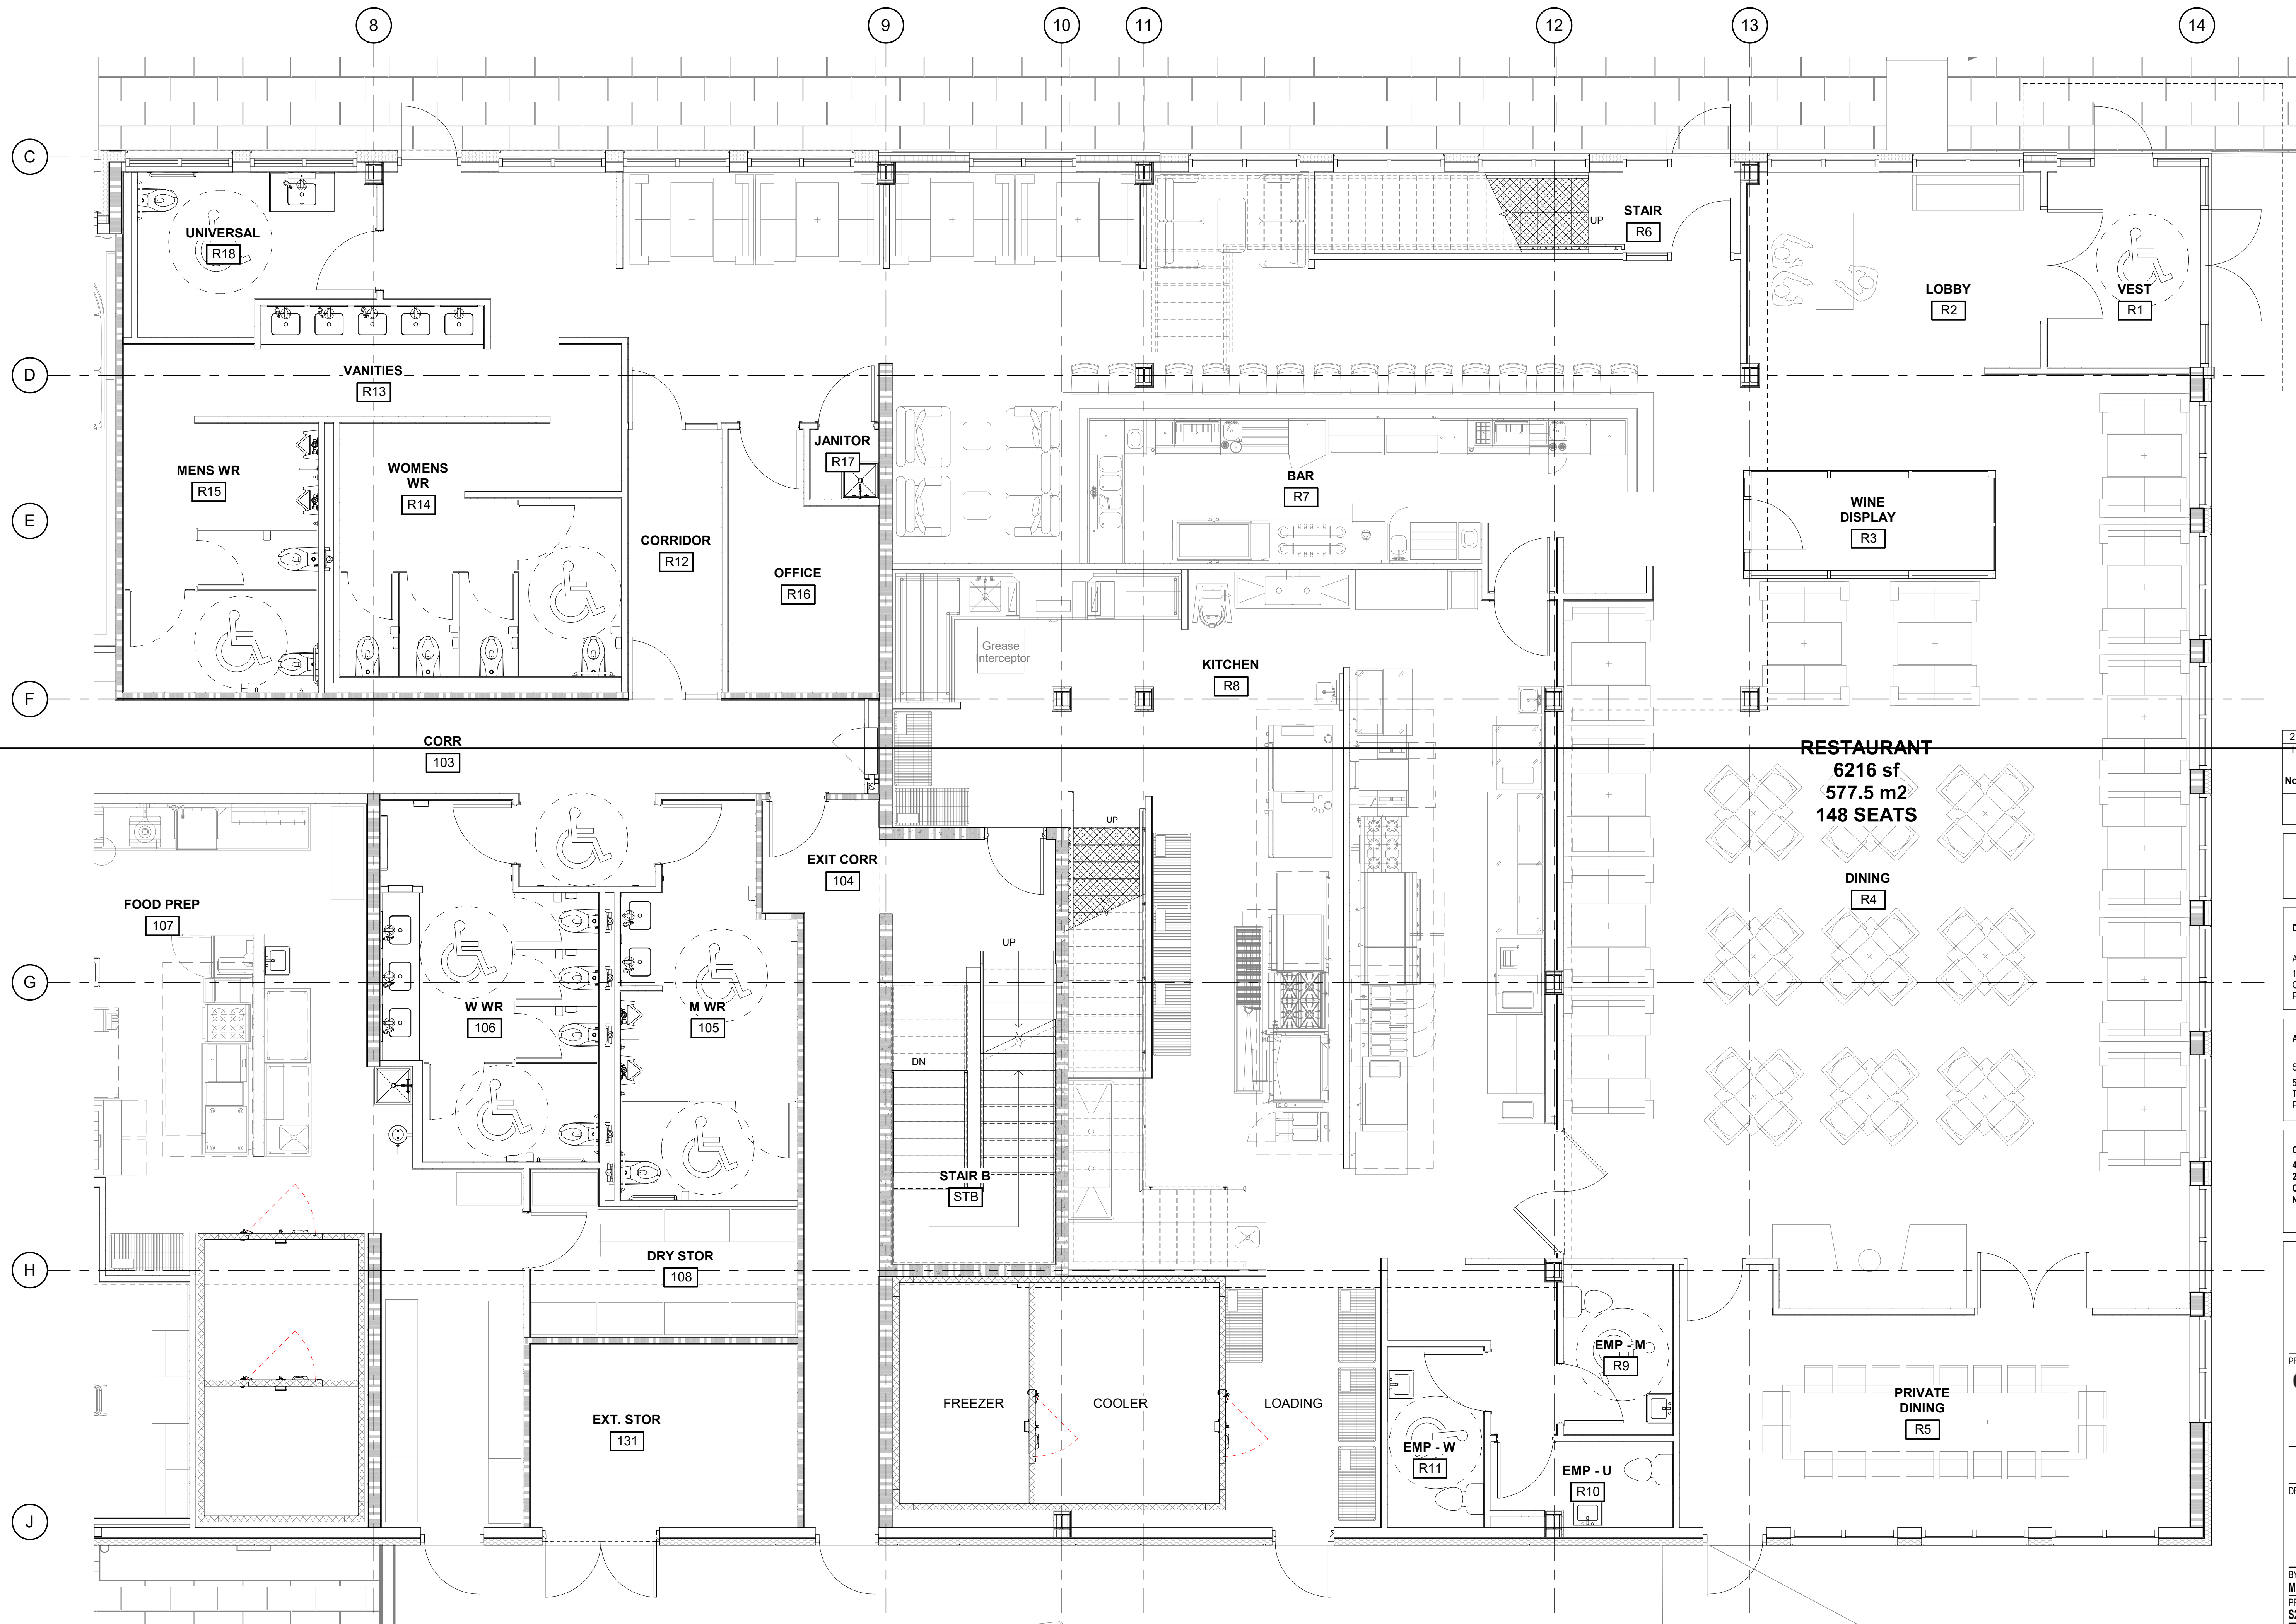 8
9
10
11
12
13
14
C
D
E
F
G
H
J
UNIVERSAL
R18
VANITIES
R13
MENS WR
R15
WOMENS
WR
R14
JANITOR
R17
CORRIDOR
R12
OFFICE
R16
UP
STAIR
R6
LOBBY
R2
VEST
R1
BAR
R7
WINE
DISPLAY
R3
Grease
Interceptor
KITCHEN
R8
CORR
103
RESTAURANT
6216 sf
577.5 m2
148 SEATS
DINING
R4
UP
EXIT CORR
104
FOOD PREP
107
W WR
106
M WR
105
UP
DN
STAIR B
STB
DRY STOR
108
EXT. STOR
131
FREEZER
COOLER
LOADING
EMP - M
R9
EMP - W
R11
EMP - U
R10
PRIVATE
DINING
R5
2
No